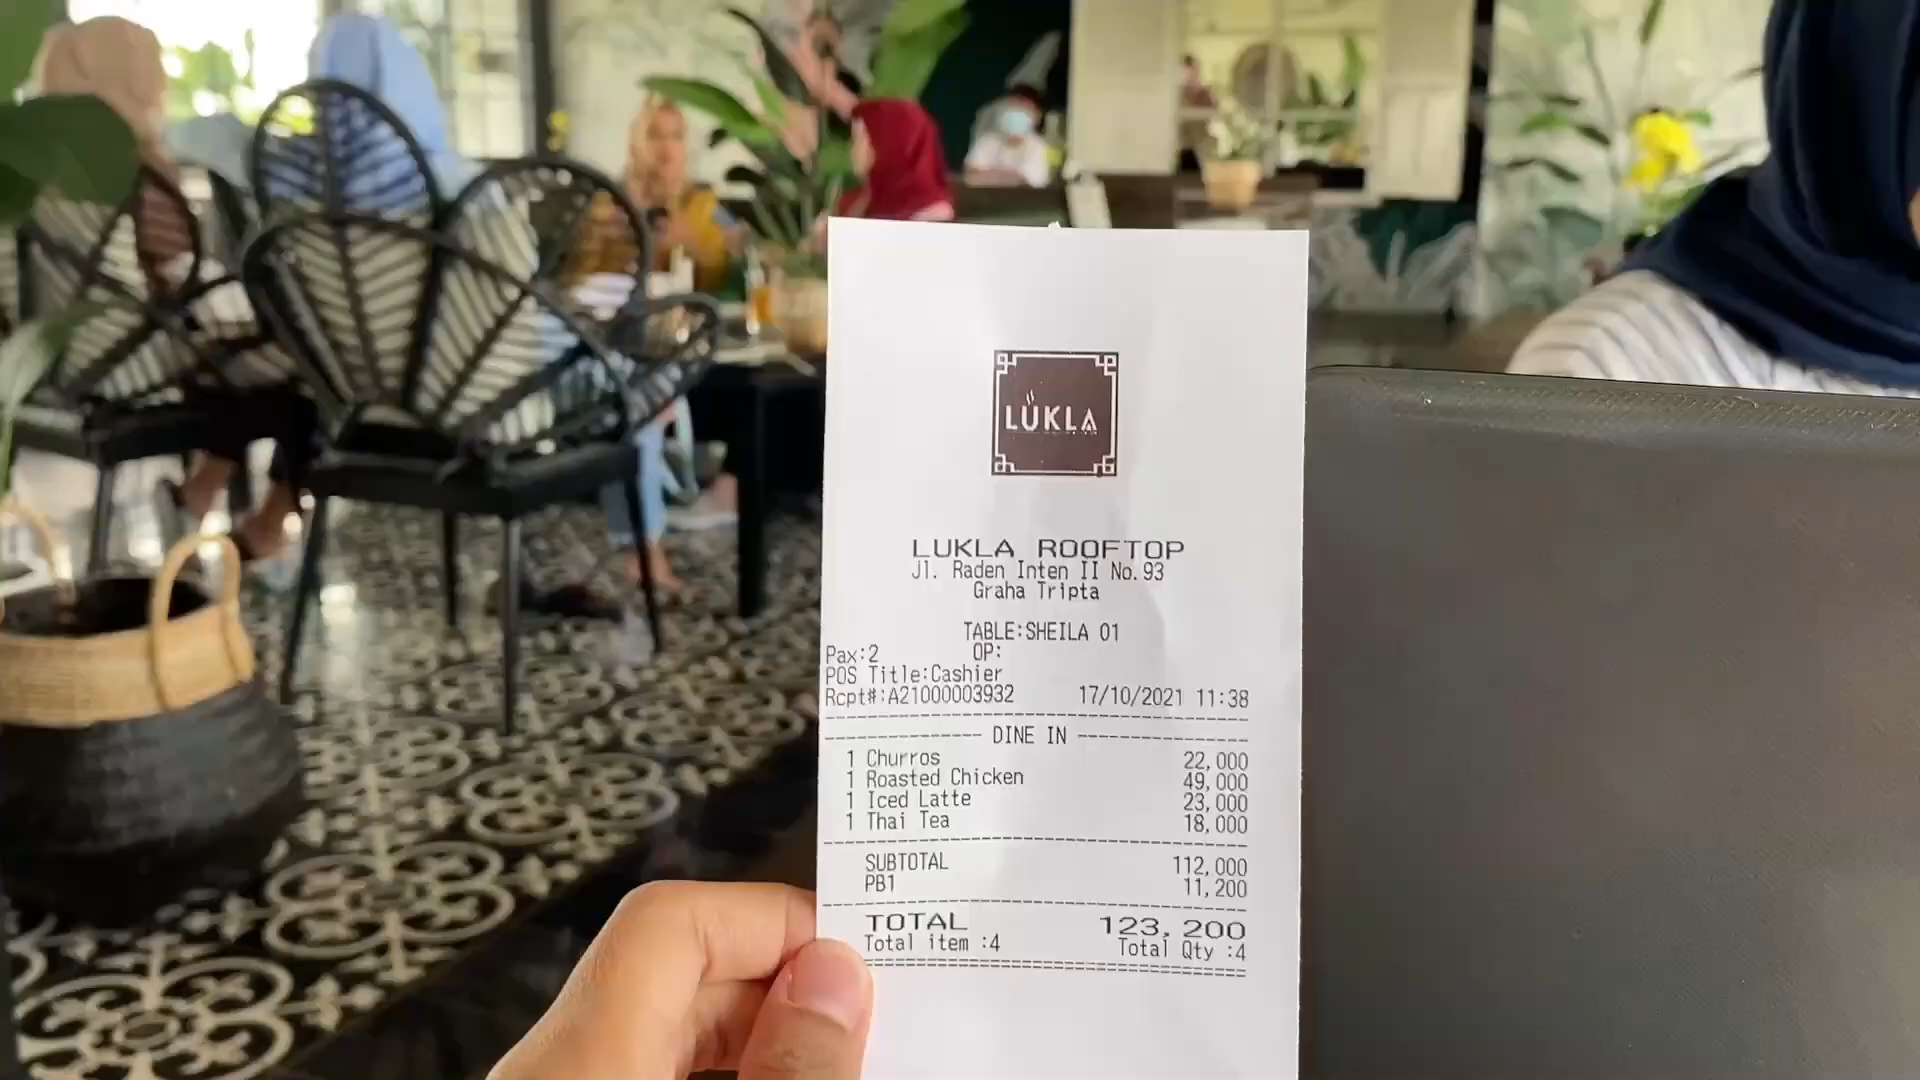 LUKLA
LUKLA ROOFTOP
Jl. Raden Inten II No.93
Graha Tripta
TABLE:SHEILA 01
Pax:2 OP:
POS Title:Cashier
Rcpt#:A21000003932 17/10/2021 11:38
DINE IN
1 Churros 22,000
1 Roasted Chicken 49,000
1 Iced Latte 23,000
1 Thai Tea 18,000
SUBTOTAL 112,000
PB1 11,200
TOTAL 123,200
Total item :4 Total Qty :4